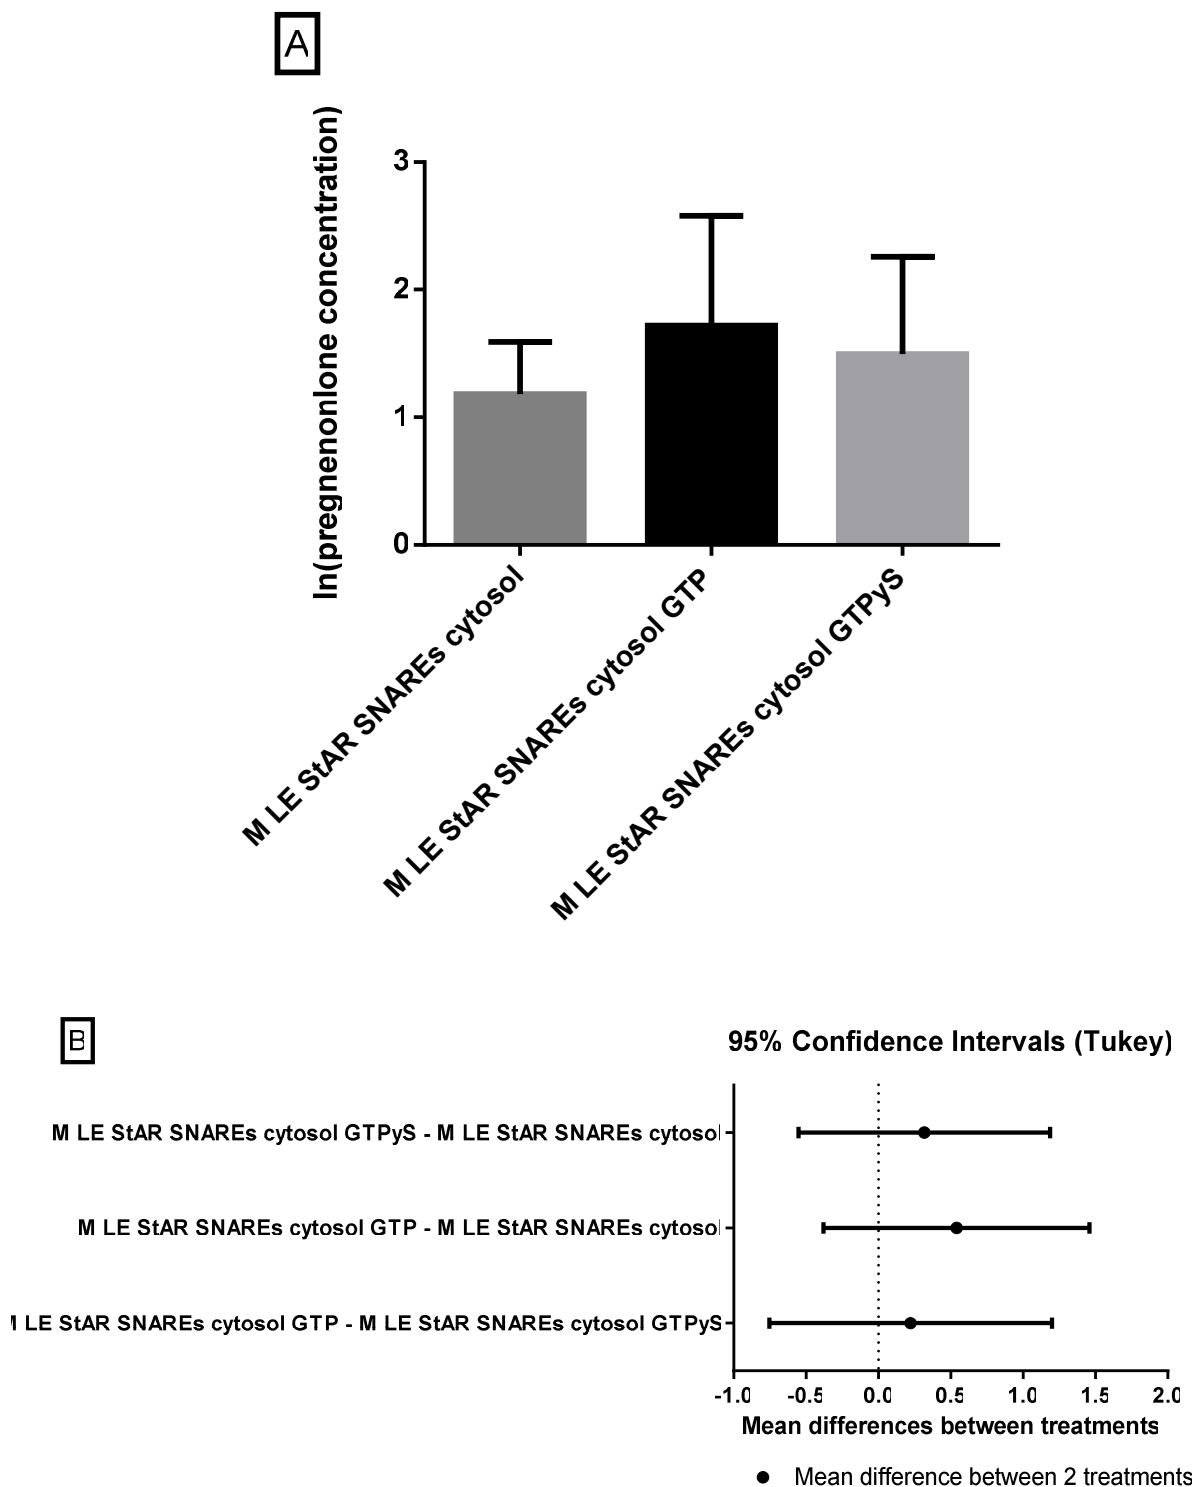 A
ln(pregnenonlone concentration)
3
2
1
0
M LE StAR SNAREs cytosol
M LE StAR SNAREs cytosol GTP
M LE StAR SNAREs cytosol GTPyS
B
95% Confidence Intervals (Tukey)
M LE StAR SNAREs cytosol GTPyS - M LE StAR SNAREs cytosol
M LE StAR SNAREs cytosol GTP - M LE StAR SNAREs cytosol
M LE StAR SNAREs cytosol GTP - M LE StAR SNAREs cytosol GTPyS
-1.0 -0.5 0.0 0.5 1.0 1.5 2.0
Mean differences between treatments
Mean difference between 2 treatments